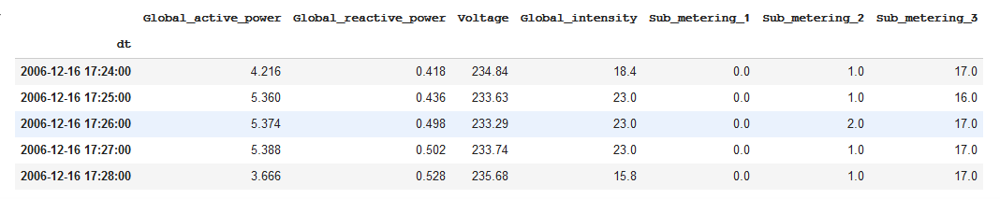 Global_active_power Global_reactive_power Voltage Global_intensity Sub_metering_1 Sub_metering_2 Sub_metering_3
dt
2006-12-16 17:24:00 4.216 0.418 234.84 18.4 0.0 1.0 17.0
2006-12-16 17:25:00 5.360 0.436 233.63 23.0 0.0 1.0 16.0
2006-12-16 17:26:00 5.374 0.498 233.29 23.0 0.0 2.0 17.0
2006-12-16 17:27:00 5.388 0.502 233.74 23.0 0.0 1.0 17.0
2006-12-16 17:28:00 3.666 0.528 235.68 15.8 0.0 1.0 17.0